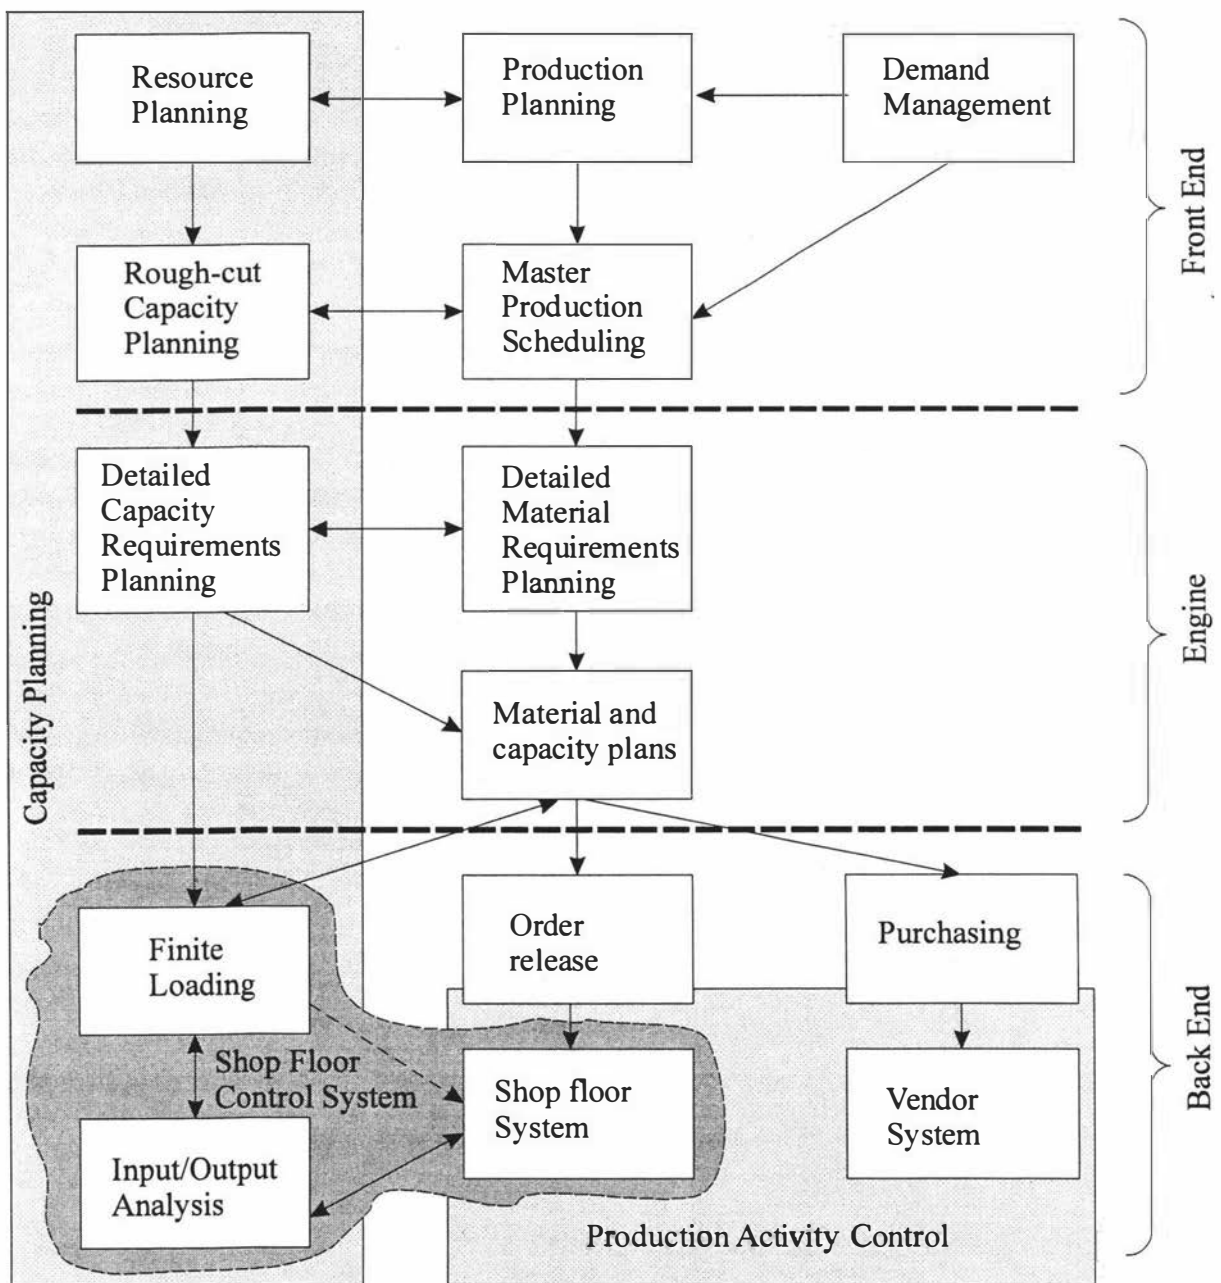 Resource
Planning
Production
Planning
Demand
Management
Front End
Rough-cut
Capacity
Planning
Master
Production
Scheduling
Detailed
Capacity
Requirements
Planning
Detailed
Material
Requirements
Planning
Engine
Capacity Planning
Material and
capacity plans
Finite
Loading
Order
release
Purchasing
Back End
Shop Floor
Control System
Shop floor
System
Vendor
System
Input/Output
Analysis
Production Activity Control